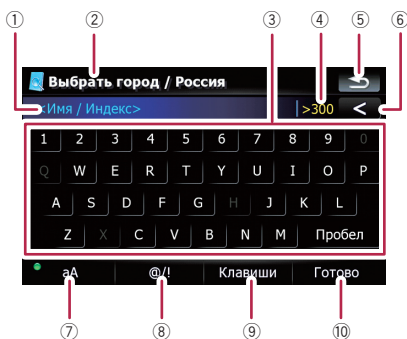 ① ② ③ ④ ⑤ ⑥
Выбрать город / Россия
<Имя / Индекс> >300 <
1 2 3 4 5 6 7 8 9 0
Q W E R T Y U I O P
A S D F G H J K L
Z X C V B N M Пробел
aA @/! Клавиши Готово
⑦ ⑧ ⑨ ⑩